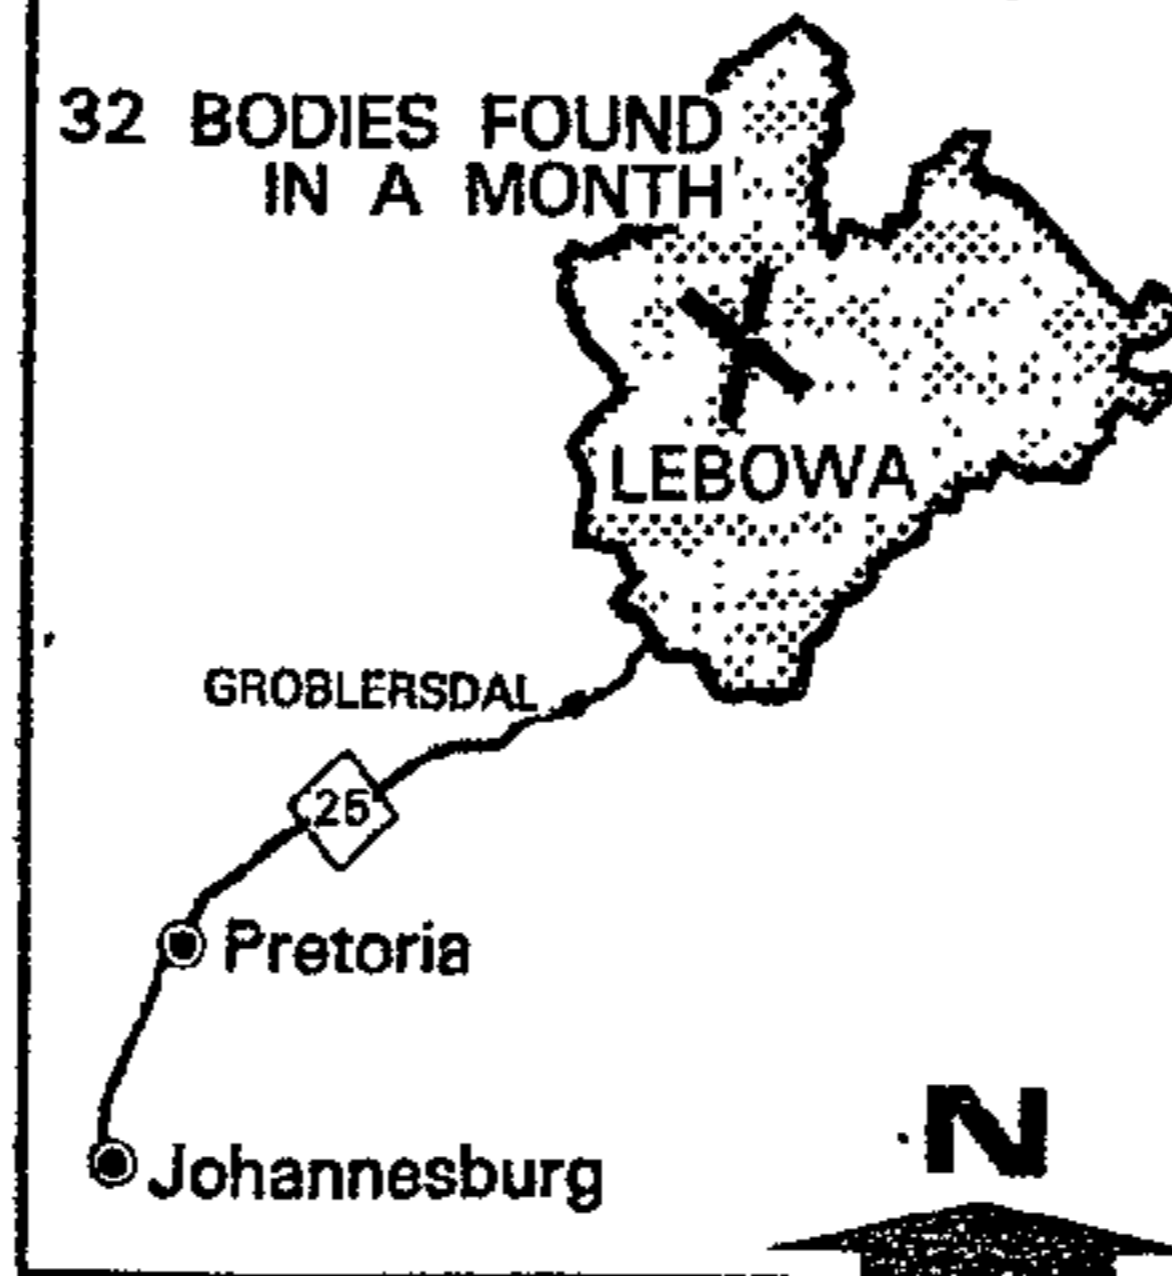 32 BODIES FOUND
IN A MONTH
LEBOWA
GROBLERSDAL
25
Pretoria
Johannesburg
N